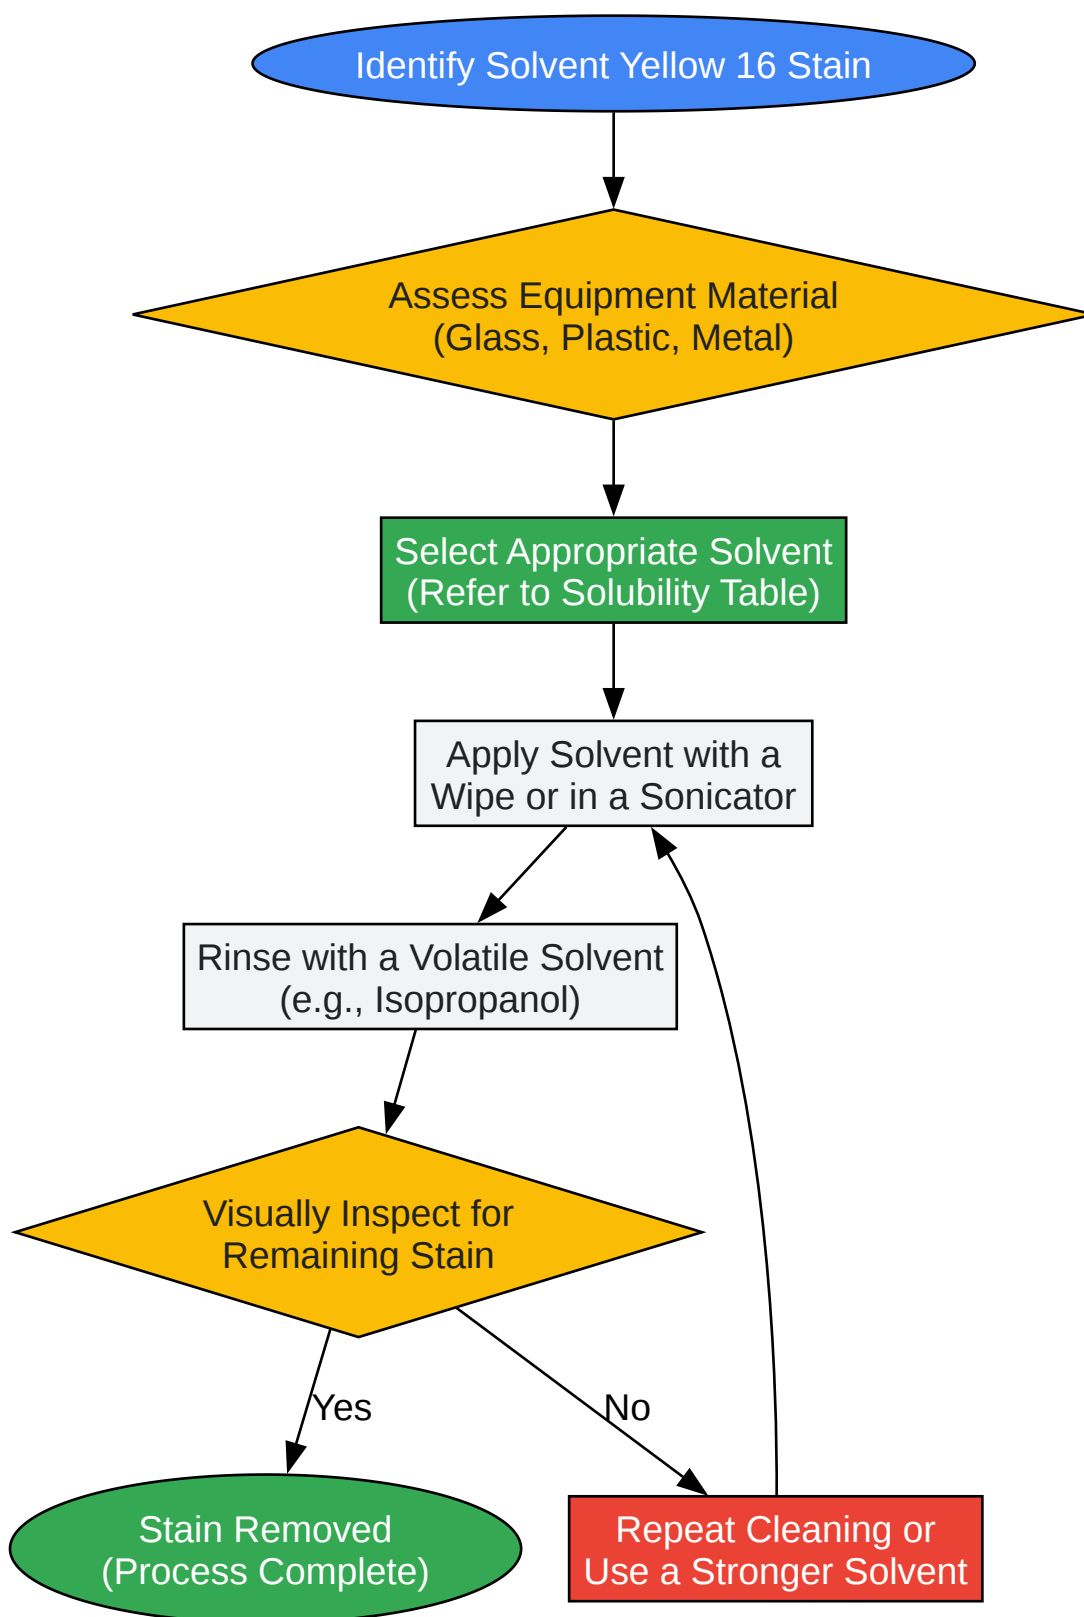 Identify Solvent Yellow 16 Stain
Assess Equipment Material
(Glass, Plastic, Metal)
Select Appropriate Solvent
(Refer to Solubility Table)
Apply Solvent with a
Wipe or in a Sonicator
Rinse with a Volatile Solvent
(e.g., Isopropanol)
Visually Inspect for
Remaining Stain
Yes
No
Stain Removed
(Process Complete)
Repeat Cleaning or
Use a Stronger Solvent